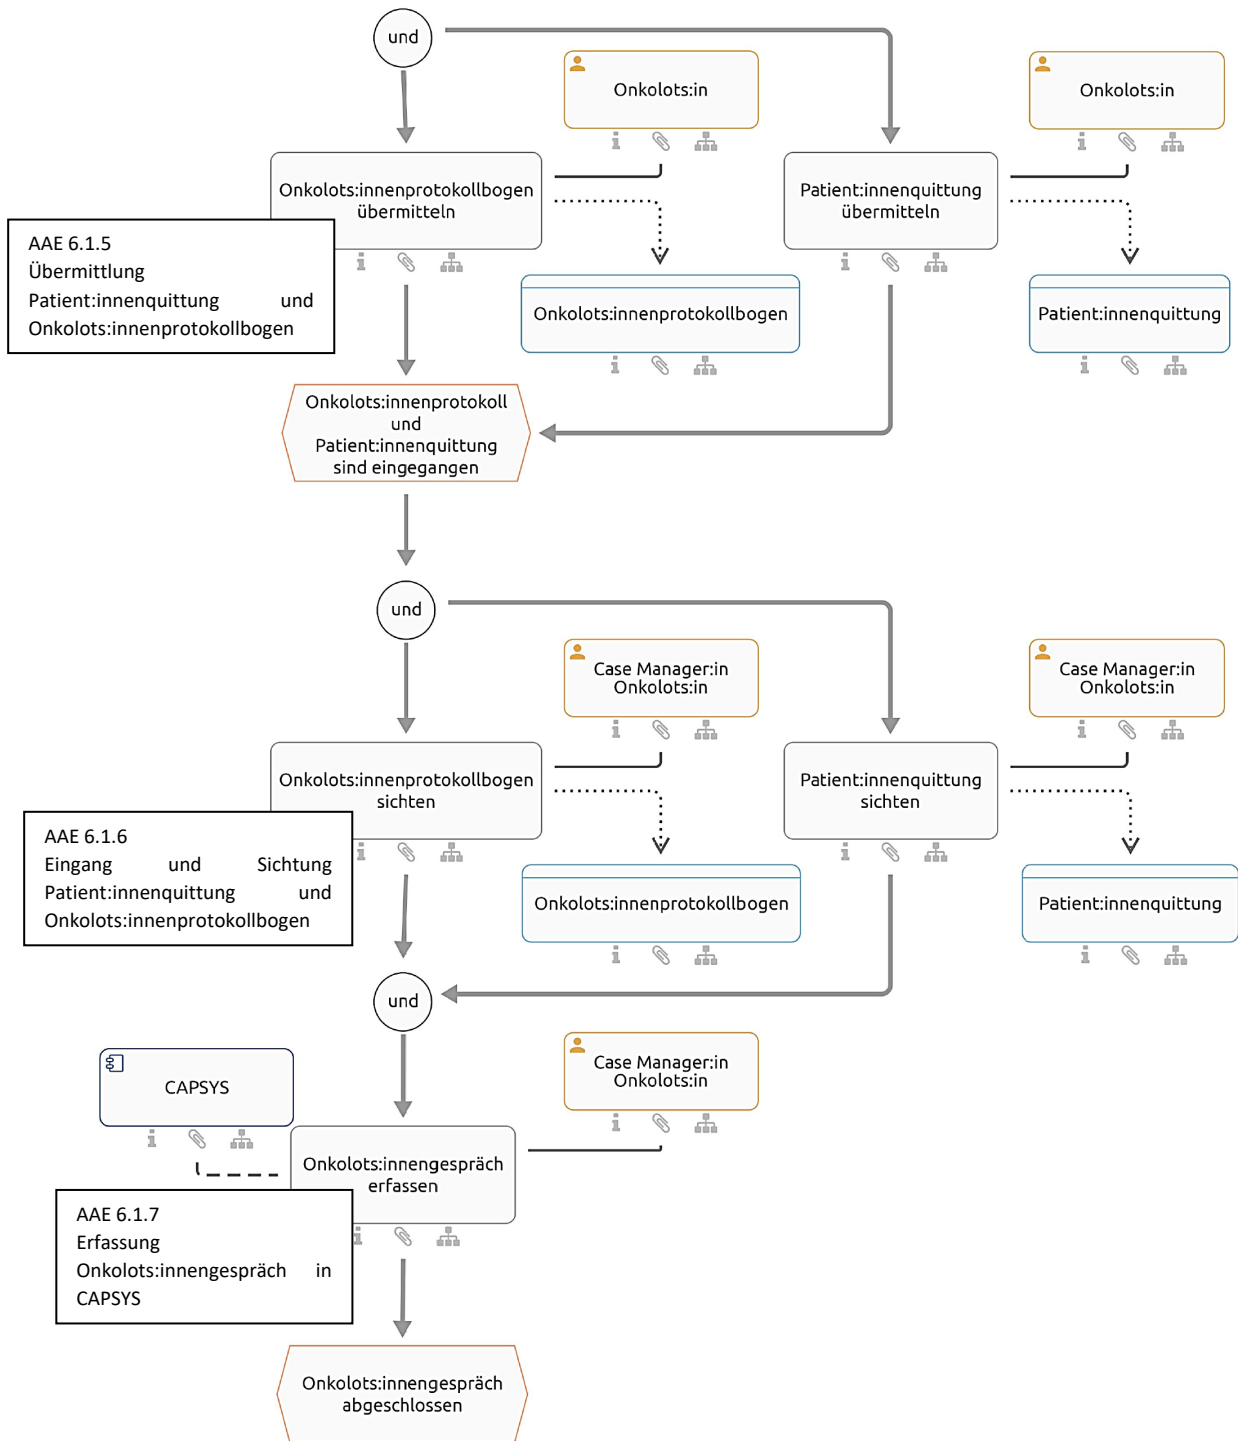 und
Onkolots:in
Onkolots:in
Onkolots:innenprotokollbogen
übermitteln
Patient:innenquittung
übermitteln
AAE 6.1.5
Übermittlung
Patient:innenquittung und
Onkolots:innenprotokollbogen
Onkolots:innenprotokollbogen
Patient:innenquittung
Onkolots:innenprotokoll
und
Patient:innenquittung
sind eingegangen
und
Case Manager:in
Onkolots:in
Case Manager:in
Onkolots:in
Onkolots:innenprotokollbogen
sichten
Patient:innenquittung
sichten
AAE 6.1.6
Eingang und Sichtung
Patient:innenquittung und
Onkolots:innenprotokollbogen
Onkolots:innenprotokollbogen
Patient:innenquittung
und
CAPSYS
Case Manager:in
Onkolots:in
Onkolots:innengespräch
erfassen
AAE 6.1.7
Erfassung
Onkolots:innengespräch in
CAPSYS
Onkolots:innengespräch
abgeschlossen